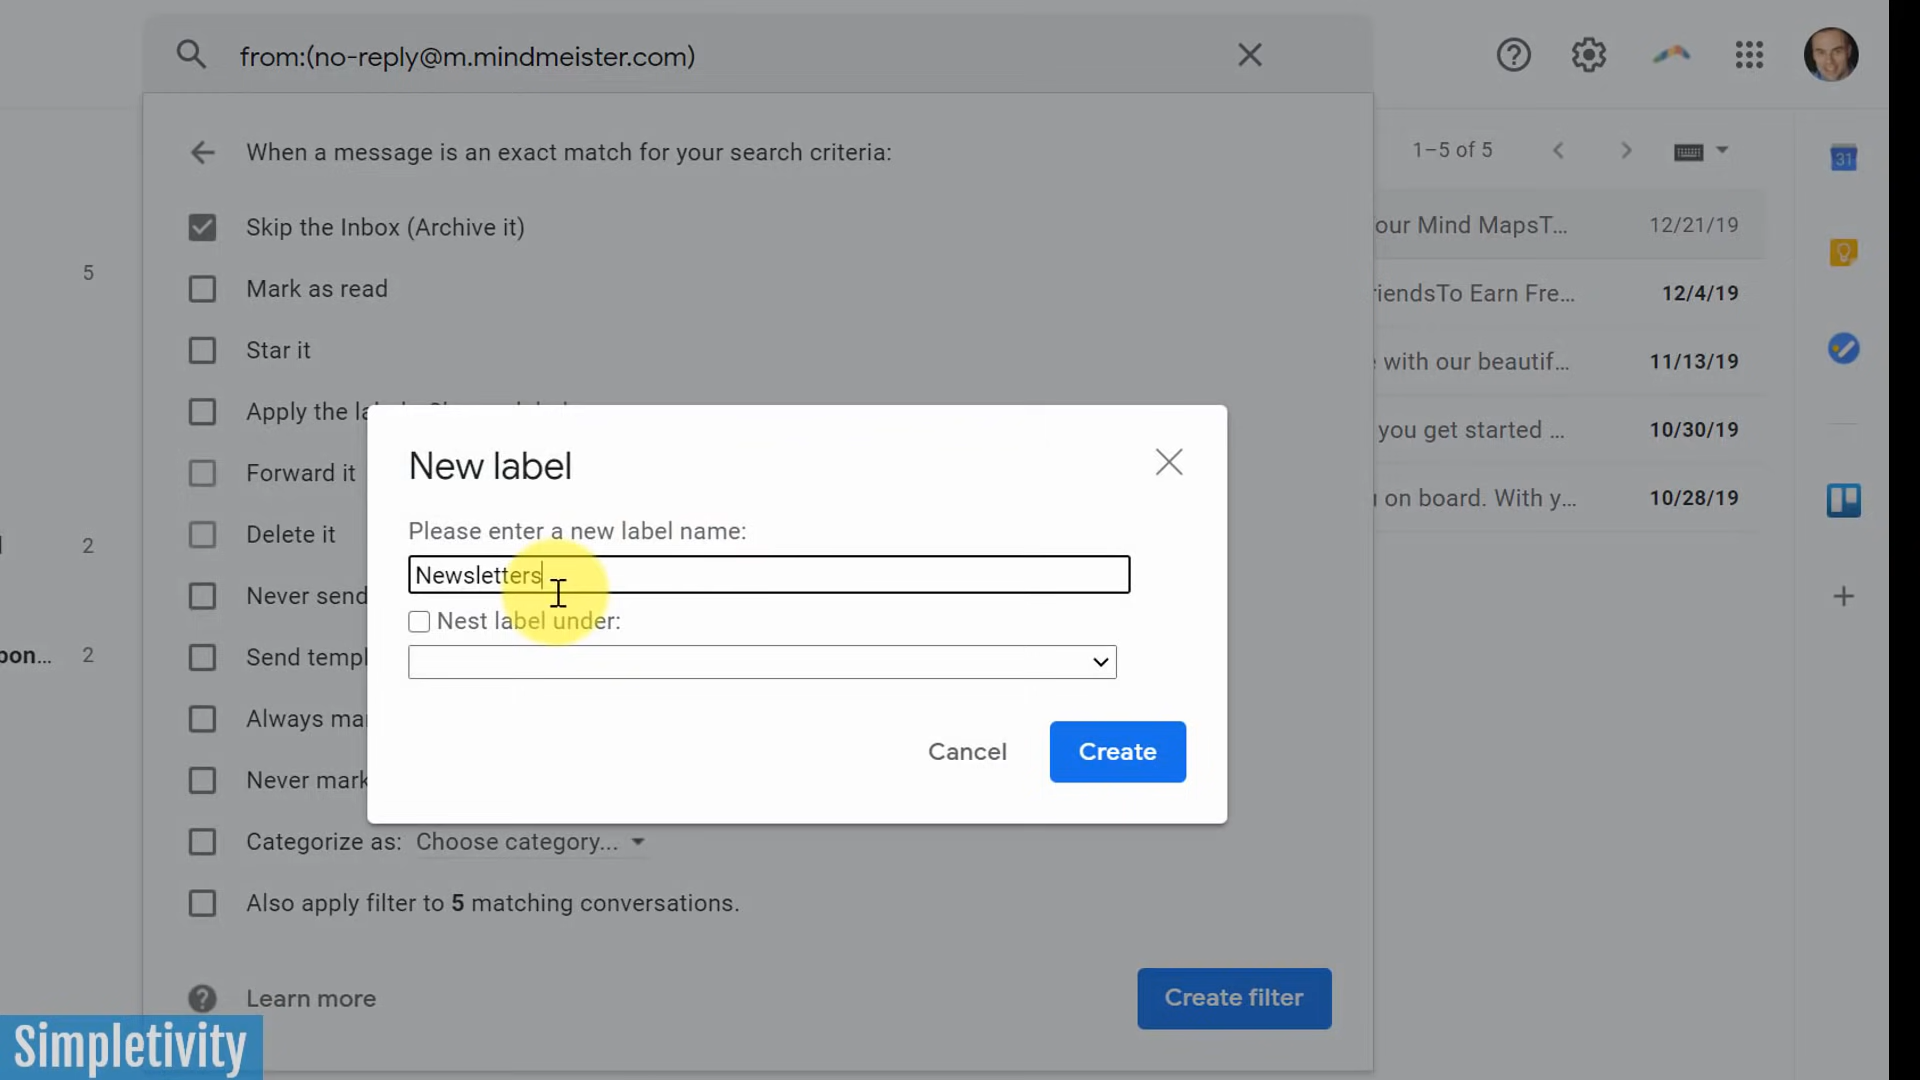 from:(no-reply@m.mindmeister.com)
When a message is an exact match for your search criteria:
1–5 of 5
31
Skip the Inbox (Archive it)
our Mind MapsT... 12/21/19
5
Mark as read
riendsTo Earn Fre... 12/4/19
Star it
with our beautif... 11/13/19
Apply the
you get started ... 10/30/19
New label
Forward it
on board. With y... 10/28/19
Please enter a new label name:
Delete it
2
Newsletters
Never send
Nest label under:
Send templ
pon... 2
Always ma
Cancel
Create
Never mark
Categorize as: Choose category...
Also apply filter to 5 matching conversations.
Learn more
Create filter
Simpletivity